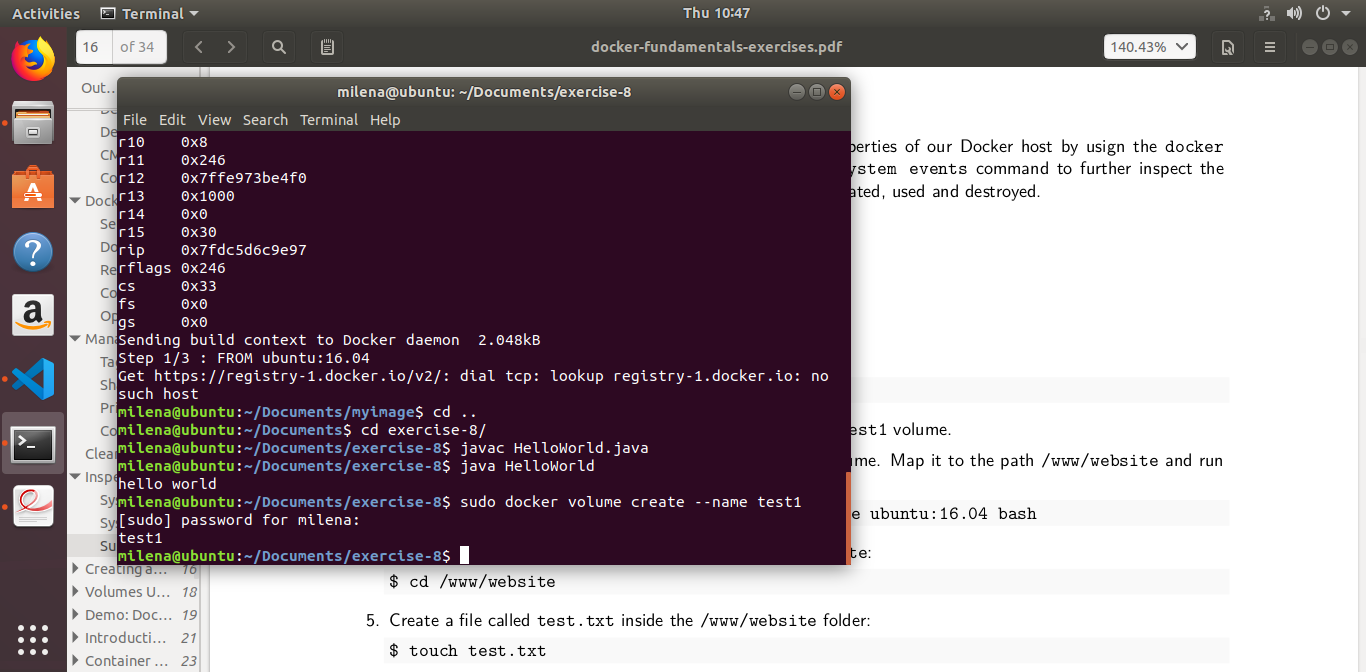 Activities Terminal Thu 10:47
16 of 34 docker-fundamentals-exercises.pdf 140.43%
Out...
De
De
CM
Co
Dock
Se
Do
Re
Co
Op
Mana
Ta
Sh
Pri
Co
Clear
Inspe
Sy
Sy
Su
Creating a... 16
Volumes U... 18
Demo: Doc... 19
Introducti... 21
Container ... 23
milena@ubuntu: ~/Documents/exercise-8
File Edit View Search Terminal Help
r10 0x8
r11 0x246
r12 0x7ffe973be4f0
r13 0x1000
r14 0x0
r15 0x30
rip 0x7fdc5d6c9e97
rflags 0x246
cs 0x33
fs 0x0
gs 0x0
Sending build context to Docker daemon 2.048kB
Step 1/3 : FROM ubuntu:16.04
Get https://registry-1.docker.io/v2/: dial tcp: lookup registry-1.docker.io: no
such host
milena@ubuntu:~/Documents/myimage$ cd ..
milena@ubuntu:~/Documents$ cd exercise-8/
milena@ubuntu:~/Documents/exercise-8$ javac HelloWorld.java
milena@ubuntu:~/Documents/exercise-8$ java HelloWorld
hello world
milena@ubuntu:~/Documents/exercise-8$ sudo docker volume create --name test1
[sudo] password for milena:
test1
milena@ubuntu:~/Documents/exercise-8$
perties of our Docker host by usign the docker
ystem events command to further inspect the
ated, used and destroyed.
est1 volume.
ume. Map it to the path /www/website and run
e ubuntu:16.04 bash
te:
$ cd /www/website
5. Create a file called test.txt inside the /www/website folder:
$ touch test.txt